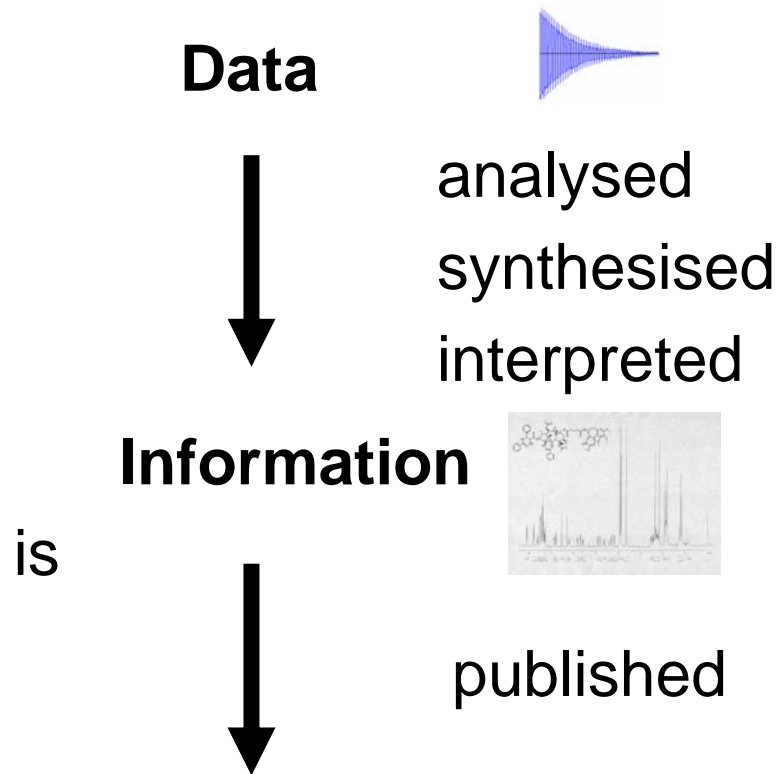 Data
analysed
synthesised
interpreted
Information
is
published